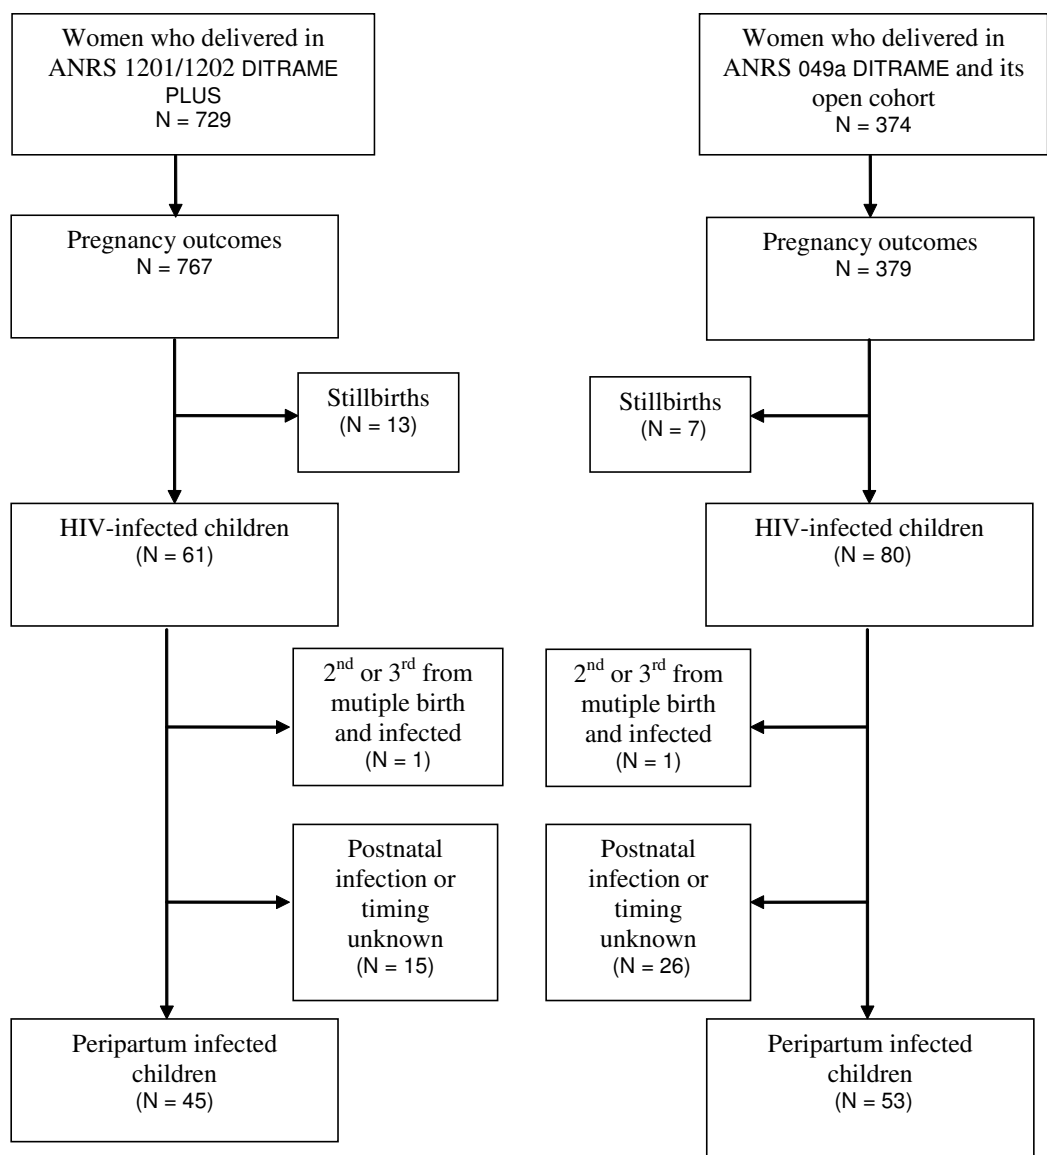 Women who delivered in
ANRS 1201/1202 DITRAME
PLUS
N = 729
Pregnancy outcomes
N = 767
Stillbirths
(N = 13)
HIV-infected children
(N = 61)
2nd or 3rd from
mutiple birth
and infected
(N = 1)
Postnatal
infection or
timing
unknown
(N = 15)
Peripartum infected
children
(N = 45)
Women who delivered in
ANRS 049a DITRAME and its
open cohort
N = 374
Pregnancy outcomes
N = 379
Stillbirths
(N = 7)
HIV-infected children
(N = 80)
2nd or 3rd from
mutiple birth
and infected
(N = 1)
Postnatal
infection or
timing
unknown
(N = 26)
Peripartum infected
children
(N = 53)